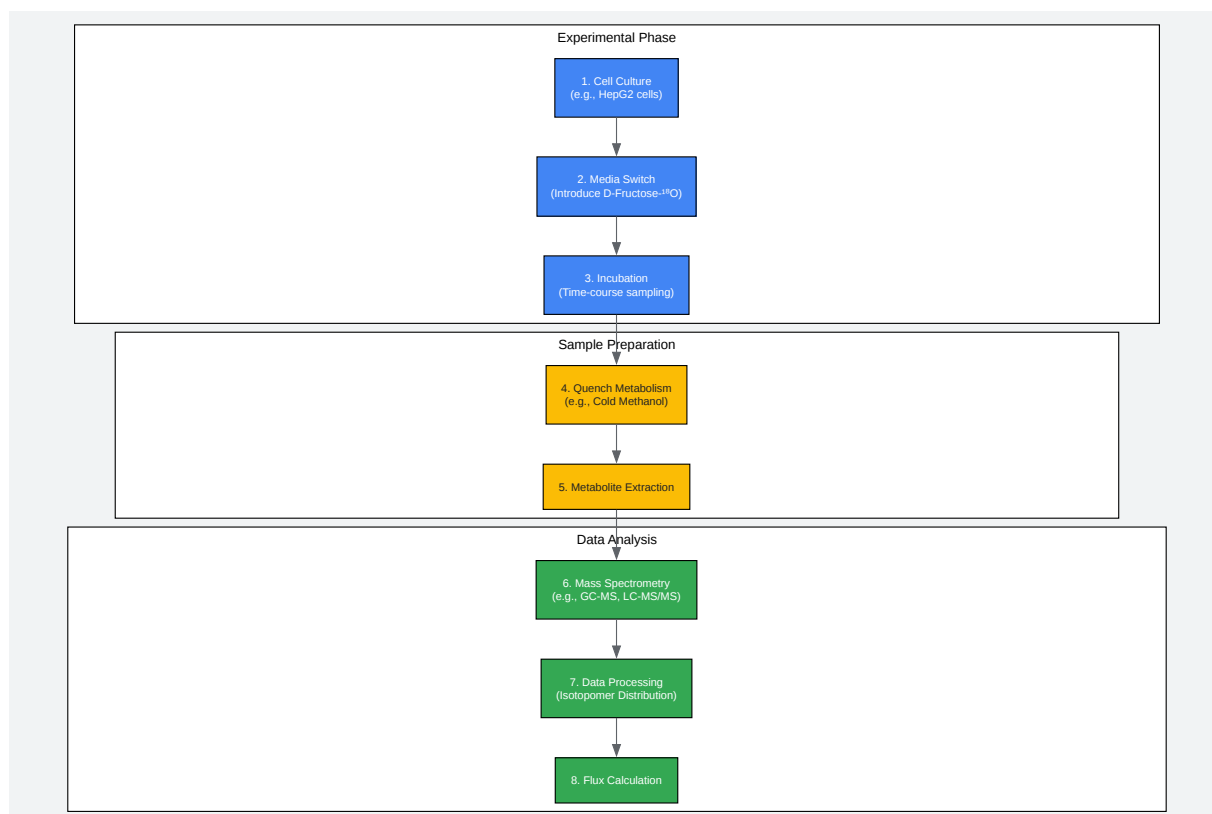 Experimental Phase
1. Cell Culture
(e.g., HepG2 cells)
2. Media Switch
(Introduce D-Fructose-¹⁸O)
3. Incubation
(Time-course sampling)
Sample Preparation
4. Quench Metabolism
(e.g., Cold Methanol)
5. Metabolite Extraction
Data Analysis
6. Mass Spectrometry
(e.g., GC-MS, LC-MS/MS)
7. Data Processing
(Isotopomer Distribution)
8. Flux Calculation